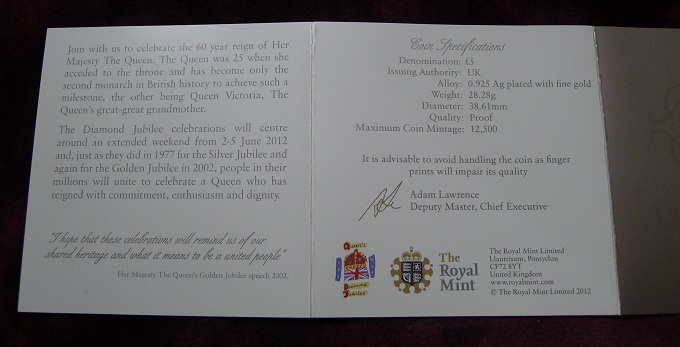 Join with us to celebrate the 60 year reign of Her
Majesty The Queen. The Queen was 25 when she
acceded to the throne and has become only the
second monarch in British history to achieve such a
milestone, the other being Queen Victoria, The
Queen's great-great grandmother.
The Diamond Jubilee celebrations will centre
around an extended weekend from 2-5 June 2012
and, just as they did in 1977 for the Silver Jubilee and
again for the Golden Jubilee in 2002, people in their
millions will unite to celebrate a Queen who has
reigned with commitment, enthusiasm and dignity.
"I hope that these celebrations will remind us of our
shared heritage and what it means to be a united people"
Her Majesty The Queen's Golden Jubilee speech 2002.
Coin Specifications
Denomination: £5
Issuing Authority: UK
Alloy: 0.925 Ag plated with fine gold
Weight: 28.28g
Diameter: 38.61mm
Quality: Proof
Maximum Coin Mintage: 12,500
It is advisable to avoid handling the coin as finger
prints will impair its quality
Adam Lawrence
Deputy Master, Chief Executive
Queen's
Diamond
Jubilee
The
Royal
Mint
The Royal Mint Limited
Llantrisant, Pontyclun
CF72 8YT
United Kingdom
www.royalmint.com
© The Royal Mint Limited 2012